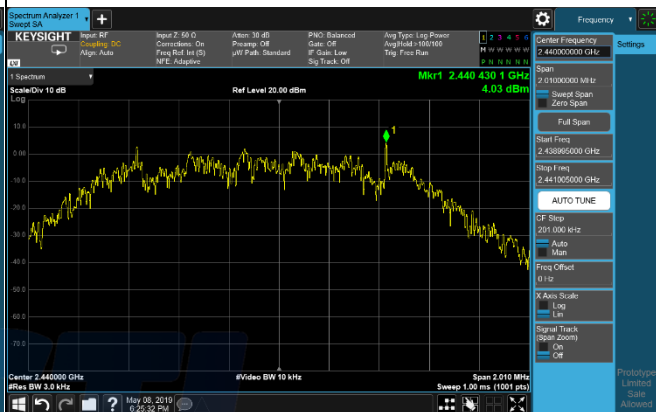 Spectrum Analyzer 1
Swept SA
+
Frequency
KEYSIGHT
Input: RF
Coupling: DC
Align: Auto
Input Z: 50 Ω
Corrections: On
Freq Ref: Int (S)
NFE: Adaptive
Atten: 30 dB
Preamp: Off
µW Path: Standard
PNO: Balanced
Gate: Off
IF Gain: Low
Sig Track: Off
Avg Type: Log-Power
Avg|Hold:>100/100
Trig: Free Run
1 2 3 4 5 6
M W W W W W
P N N N N N
LV
1 Spectrum
Scale/Div 10 dB
Log
Ref Level 20.00 dBm
Mkr1 2.440 430 1 GHz
4.03 dBm
1
10.0
0.00
-10.0
-20.0
-30.0
-40.0
-50.0
-60.0
-70.0
Center 2.440000 GHz
#Res BW 3.0 kHz
#Video BW 10 kHz
Span 2.010 MHz
Sweep 1.00 ms (1001 pts)
May 08, 2019
6:25:32 PM
Center Frequency
2.440000000 GHz
Span
2.01000000 MHz
Swept Span
Zero Span
Full Span
Start Freq
2.438995000 GHz
Stop Freq
2.441005000 GHz
AUTO TUNE
CF Step
201.000 kHz
Auto
Man
Freq Offset
0 Hz
X Axis Scale
Log
Lin
Signal Track
(Span Zoom)
On
Off
Settings
Prototype
Limited
Sale
Allowed